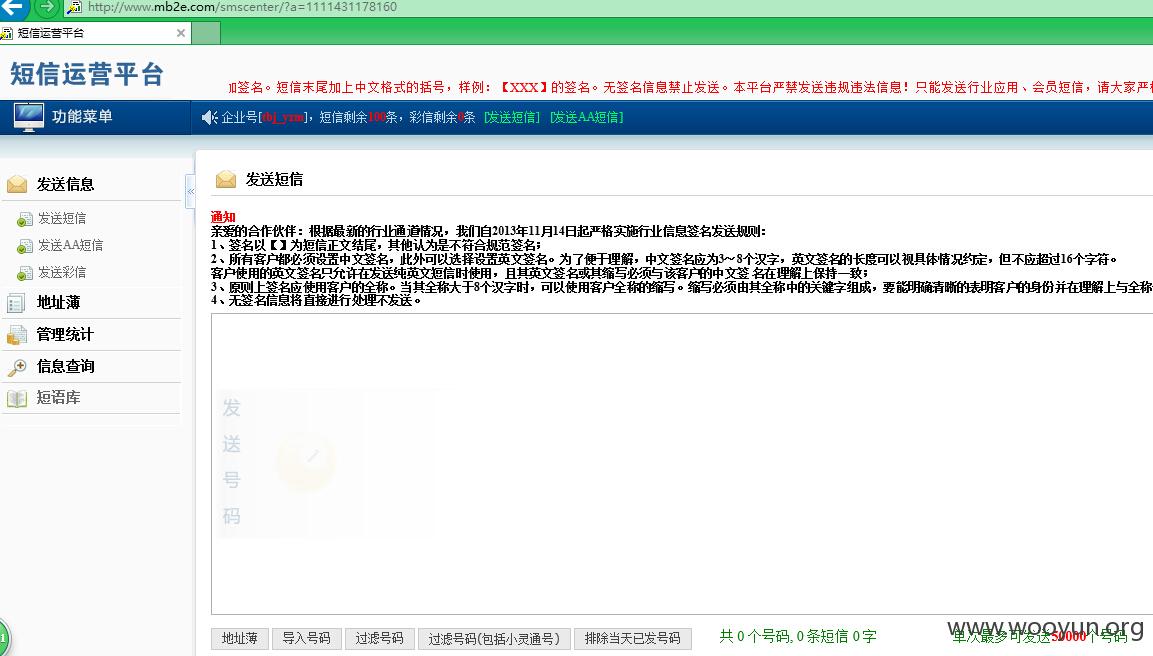 http://www.mb2e.com/smscenter/?a=1111431178160
短信运营平台
短信运营平台
加签名。短信末尾加上中文格式的括号，样例：【XXX】的签名。无签名信息禁止发送。本平台严禁发送违规违法信息！只能发送行业应用、会员短信，请大家严
功能菜单
企业号[tbj_yzm]，短信剩余100条，彩信剩余0条 [发送短信] [发送AA短信]
发送信息
发送短信
发送AA短信
发送彩信
地址薄
管理统计
信息查询
短语库
发送短信
通知
亲爱的合作伙伴：根据最新的行业通道情况，我们自2013年11月14日起严格实施行业信息签名发送规则：
1、签名以【】为短信正文结尾，其他认为是不符合规范签名；
2、所有客户都必须设置中文签名，此外可以选择设置英文签名。为了便于理解，中文签名应为3～8个汉字，英文签名的长度可以视具体情况约定，但不应超过16个字符。
客户使用的英文签名只允许在发送纯英文短信时使用，且其英文签名或其缩写必须与该客户的中文签 名在理解上保持一致；
3、原则上签名应使用客户的全称。当其全称大于8个汉字时，可以使用客户全称的缩写。缩写必须由其全称中的关键字组成，要能明确清晰的表明客户的身份并在理解上与全称
4、无签名信息将直接进行处理不发送。
发
送
号
码
地址薄 导入号码 过滤号码 过滤号码(包括小灵通号) 排除当天已发号码 共 0 个号码, 0 条短信 0 字 单次最多可发送50000个号码
www.wooyun.org
1